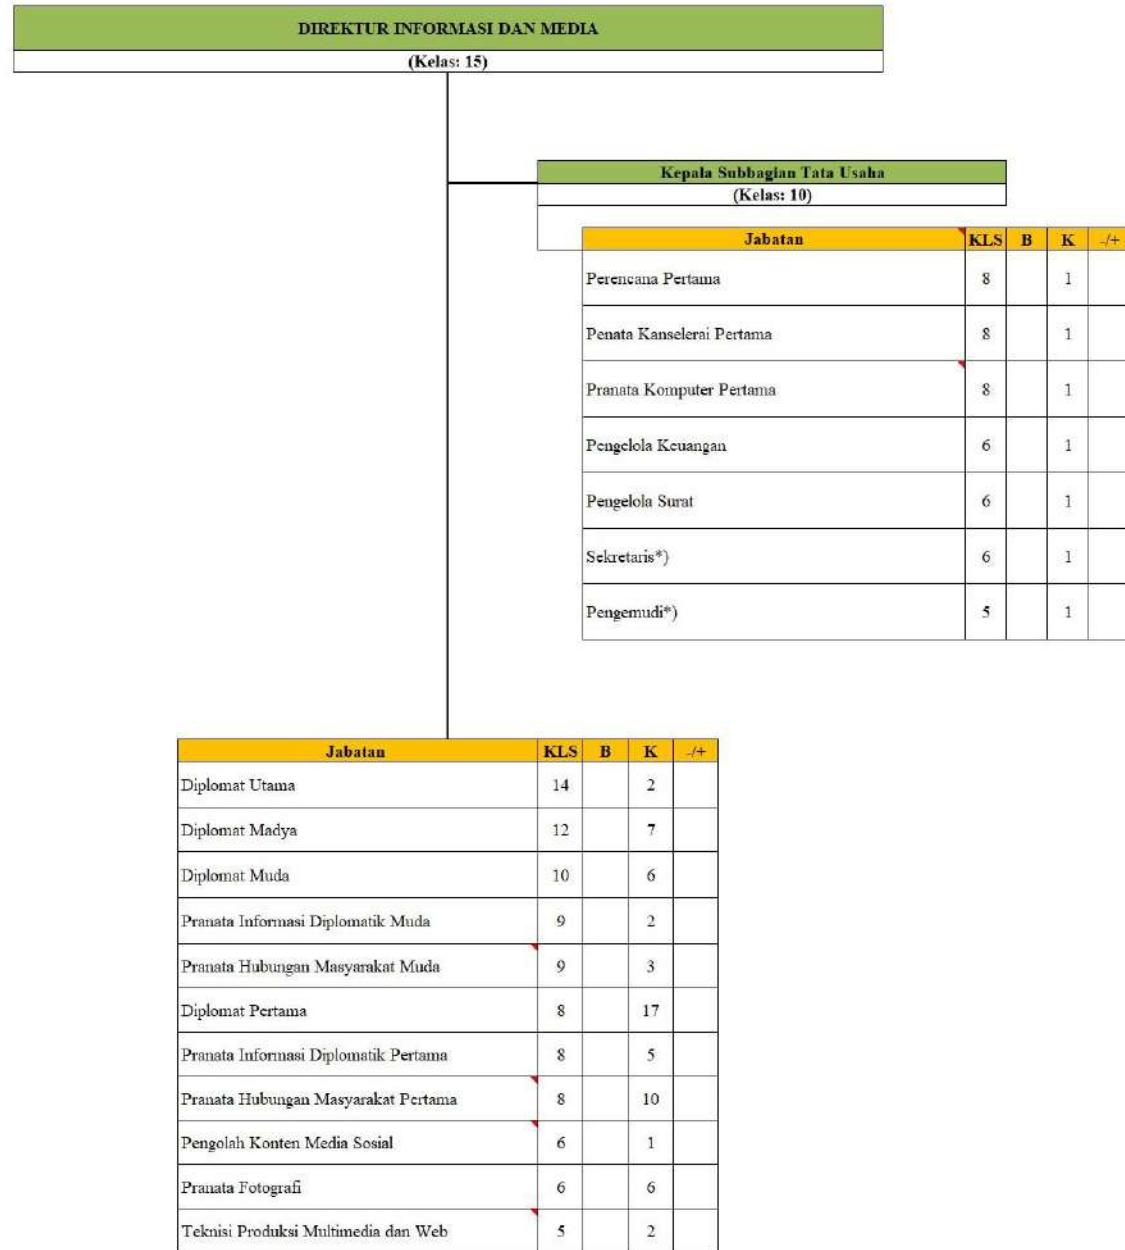 DIREKTUR INFORMASI DAN MEDIA
(Kelas: 15)
Kepala Subbagian Tata Usaha
(Kelas: 10)
Jabatan KLS B K -/+
Perencana Pertama 8 1
Penata Kanselerai Pertama 8 1
Pranata Komputer Pertama 8 1
Pengelola Keuangan 6 1
Pengelola Surat 6 1
Sekretaris*) 6 1
Pengemudi*) 5 1
Jabatan KLS B K -/+
Diplomat Utama 14 2
Diplomat Madya 12 7
Diplomat Muda 10 6
Pranata Informasi Diplomatik Muda 9 2
Pranata Hubungan Masyarakat Muda 9 3
Diplomat Pertama 8 17
Pranata Informasi Diplomatik Pertama 8 5
Pranata Hubungan Masyarakat Pertama 8 10
Pengolah Konten Media Sosial 6 1
Pranata Fotografi 6 6
Teknisi Produksi Multimedia dan Web 5 2